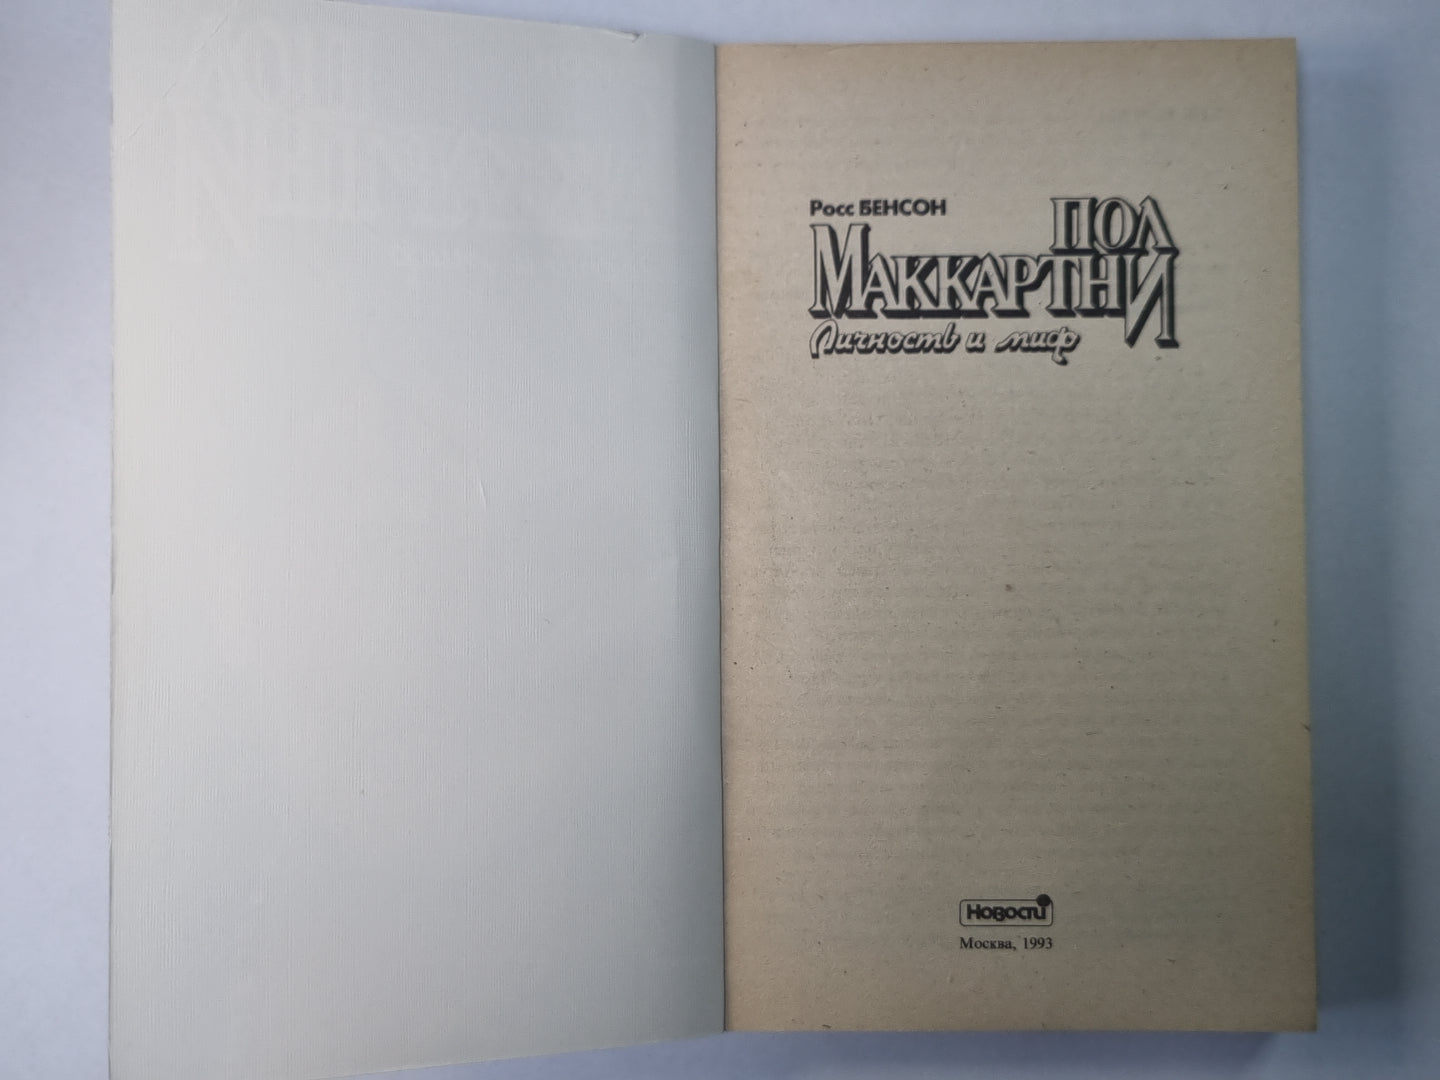 Росс БЕНСОН
ПОЛ
МАККАРТНИ
Личность и миф
Новости
Москва, 1993